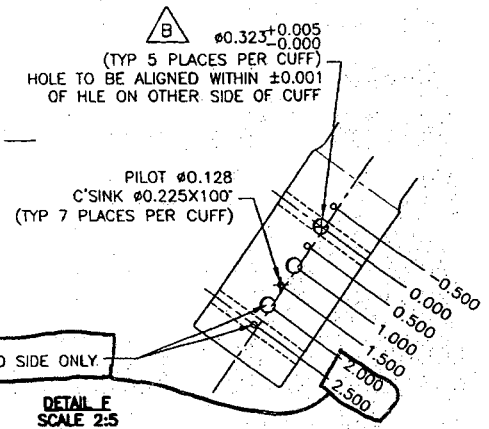 B
ø0.323+0.005
-0.000
(TYP 5 PLACES PER CUFF)
HOLE TO BE ALIGNED WITHIN ±0.001
OF HLE ON OTHER SIDE OF CUFF
PILOT ø0.128
C'SINK ø0.225X100°
(TYP 7 PLACES PER CUFF)
-0.500
0.000
0.500
1.000
1.500
2.000
2.500
SIDE ONLY.
DETAIL F
SCALE 2:5